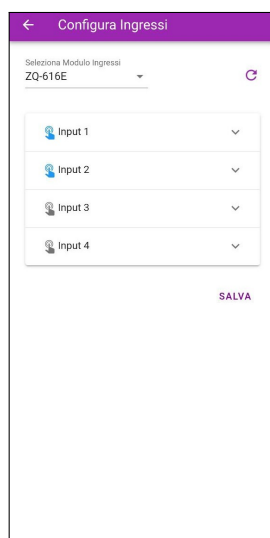 Configura Ingressi
Seleziona Modulo Ingressi
ZQ-616E
Input 1
Input 2
Input 3
Input 4
SALVA